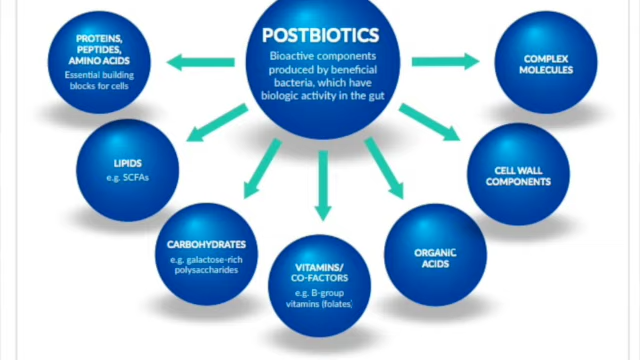 POSTBIOTICS
Bioactive components
produced by beneficial
bacteria, which have
biologic activity in the gut
PROTEINS,
PEPTIDES,
AMINO ACIDS
Essential building
blocks for cells
LIPIDS
e.g. SCFAs
CARBOHYDRATES
e.g. galactose-rich
polysaccharides
VITAMINS/
CO-FACTORS
e.g. B-group
vitamins (folates)
ORGANIC
ACIDS
CELL WALL
COMPONENTS
COMPLEX
MOLECULES